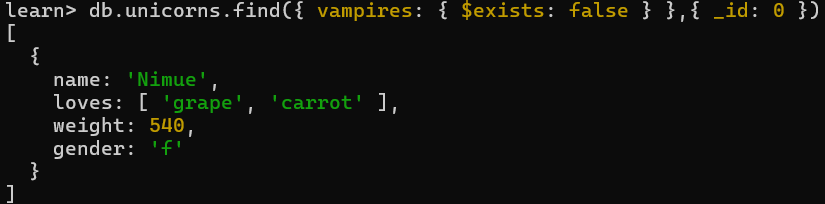 learn> db.unicorns.find({ vampires: { $exists: false } },{ _id: 0 })
[
  {
    name: 'Nimue',
    loves: [ 'grape', 'carrot' ],
    weight: 540,
    gender: 'f'
  }
]